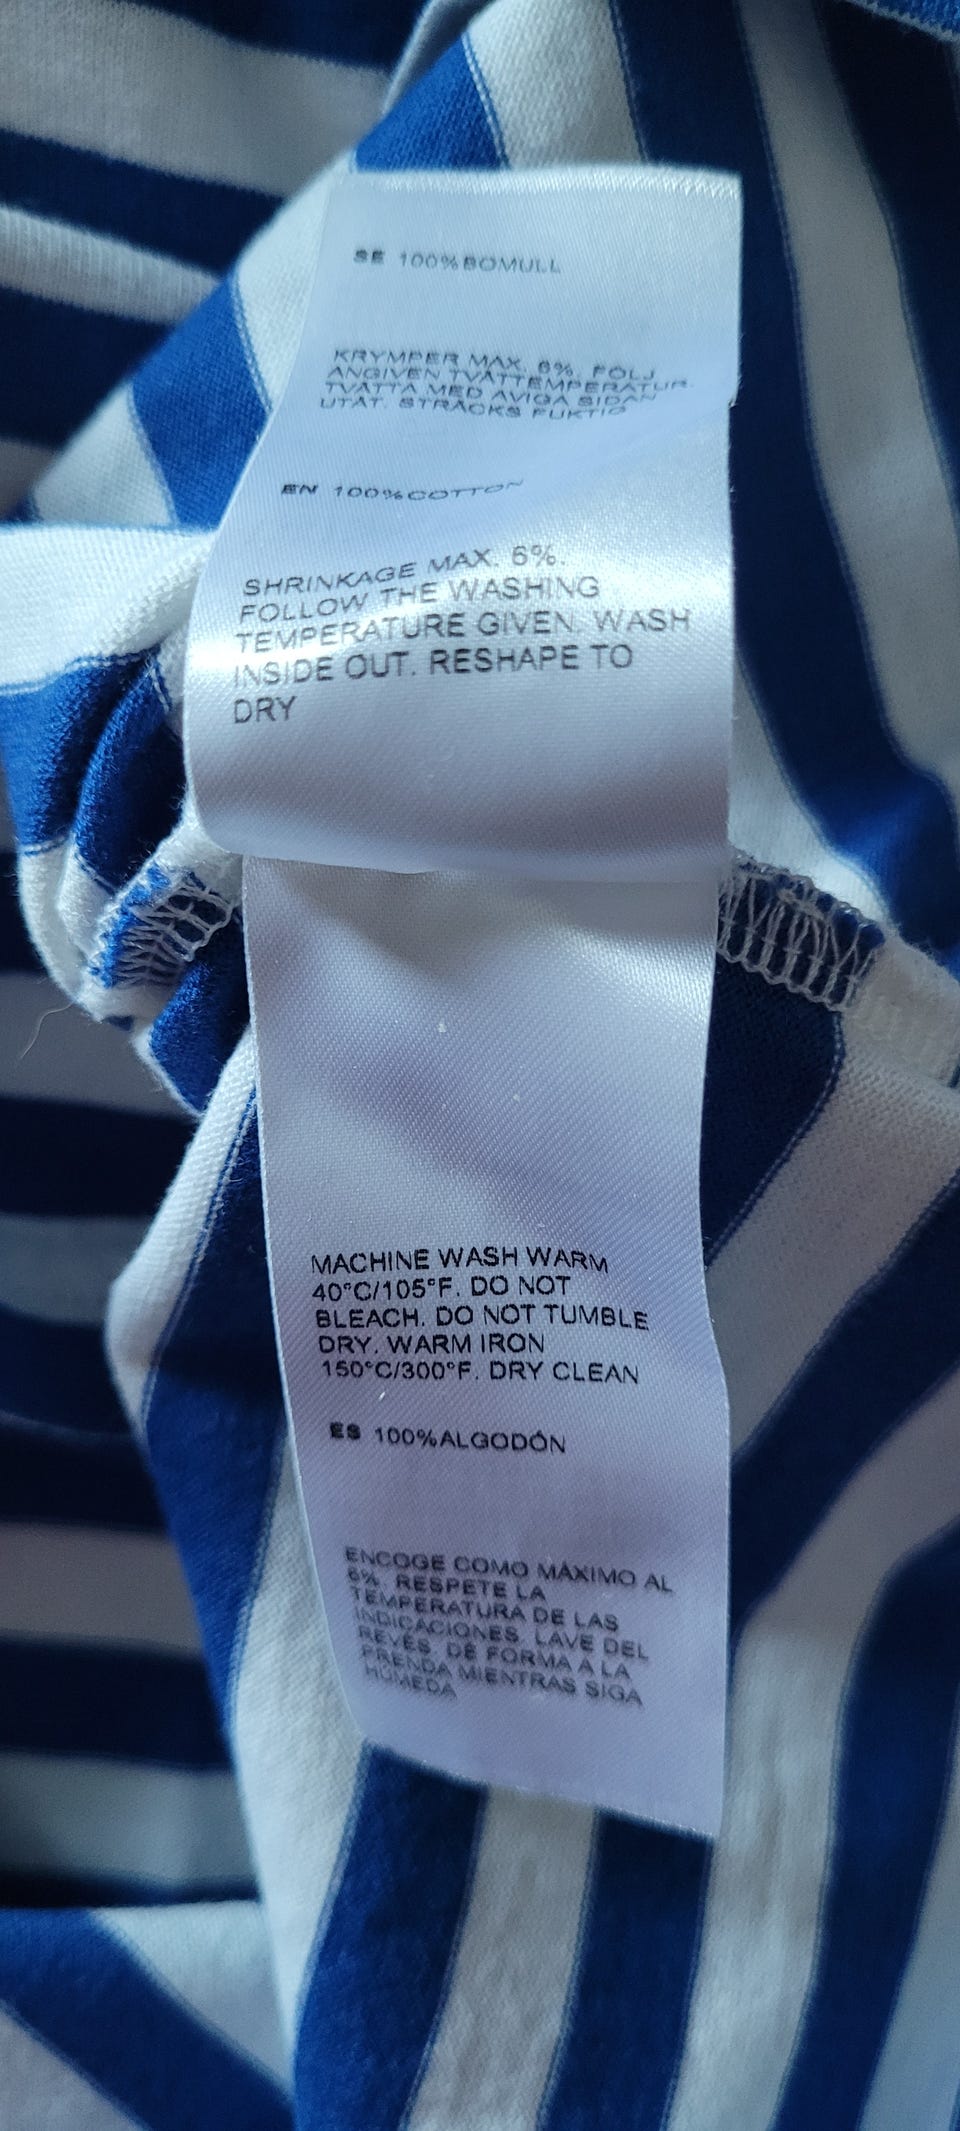 SE 100%BOMULL
KRYMPER MAX. 6%. FÖLJ
ANGIVEN TVÄTTEMPERATUR.
TVÄTTA MED AVIGA SIDAN
UTÅT. STRÄCKS FUKTIG
EN 100%COTTON
SHRINKAGE MAX. 6%.
FOLLOW THE WASHING
TEMPERATURE GIVEN. WASH
INSIDE OUT. RESHAPE TO
DRY
MACHINE WASH WARM
40°C/105°F. DO NOT
BLEACH. DO NOT TUMBLE
DRY. WARM IRON
150°C/300°F. DRY CLEAN
ES 100%ALGODÓN
ENCOGE COMO MÁXIMO AL
6%. RESPETE LA
TEMPERATURA DE LAS
INDICACIONES. LAVE DEL
REVÉS. DE FORMA A LA
PRENDA MIENTRAS SIGA
HÚMEDA